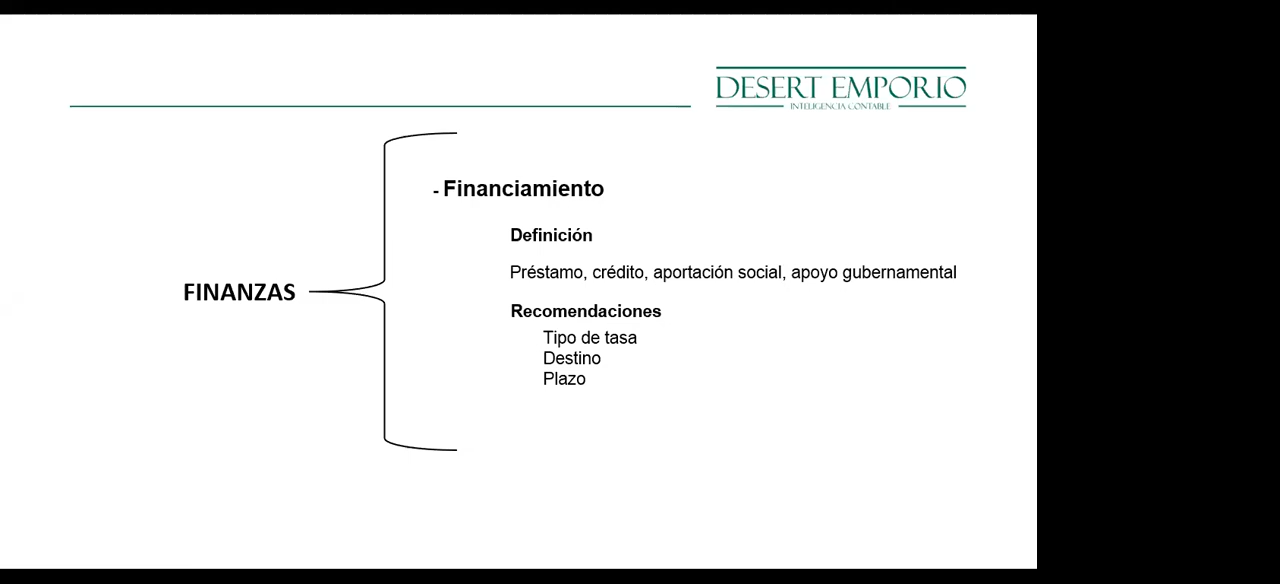 DESERT EMPORIO
INTELIGENCIA CONTABLE
- Financiamiento
Definición
Préstamo, crédito, aportación social, apoyo gubernamental
FINANZAS
Recomendaciones
Tipo de tasa
Destino
Plazo